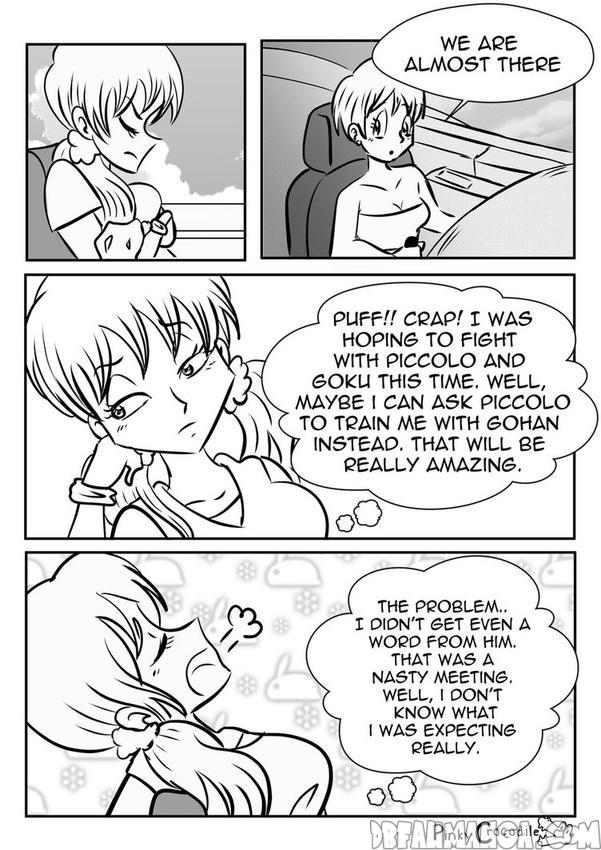 WE ARE
ALMOST THERE
PUFF!! CRAP! I WAS
HOPING TO FIGHT
WITH PICCOLO AND
GOKU THIS TIME. WELL,
MAYBE I CAN ASK PICCOLO
TO TRAIN ME WITH GOHAN
INSTEAD. THAT WILL BE
REALLY AMAZING.
THE PROBLEM..
I DIDN'T GET EVEN A
WORD FROM HIM.
THAT WAS A
NASTY MEETING.
WELL, I DON'T
KNOW WHAT
I WAS EXPECTING
REALLY.
Pinky Crocodile
DBFANMANGA.COM